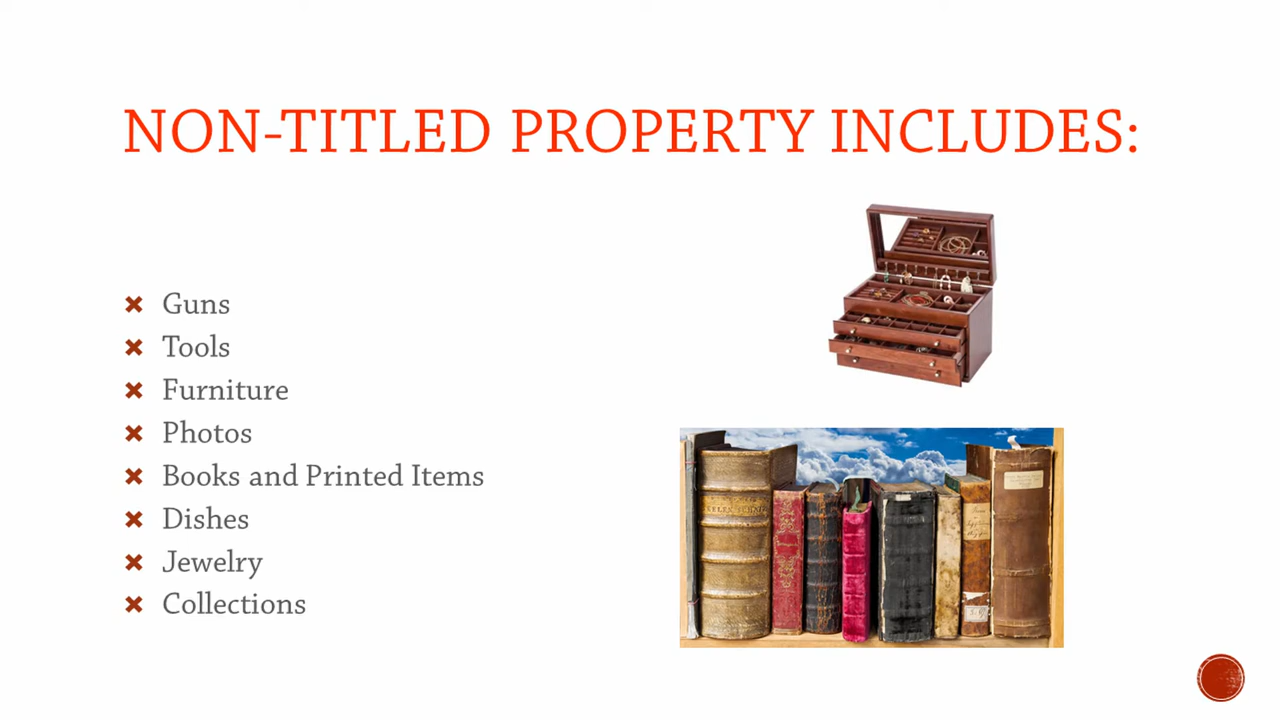 NON-TITLED PROPERTY INCLUDES:
Guns
Tools
Furniture
Photos
Books and Printed Items
Dishes
Jewelry
Collections